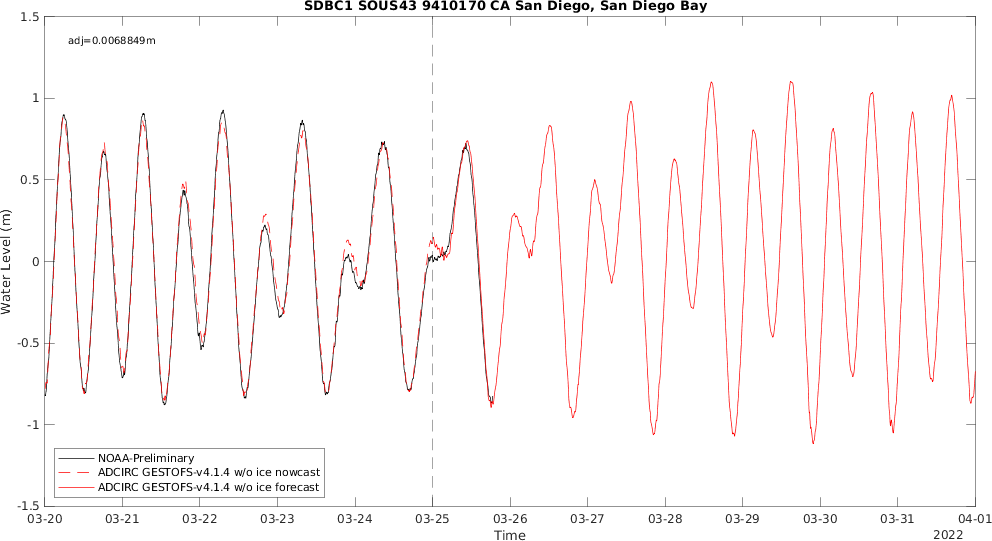 SDBC1 SOUS43 9410170 CA San Diego, San Diego Bay
adj=0.0068849m
1.5
1
0.5
0
-0.5
-1
-1.5
Water Level (m)
NOAA-Preliminary
ADCIRC GESTOFS-v4.1.4 w/o ice nowcast
ADCIRC GESTOFS-v4.1.4 w/o ice forecast
03-20 03-21 03-22 03-23 03-24 03-25 03-26 03-27 03-28 03-29 03-30 03-31 04-01
Time
2022